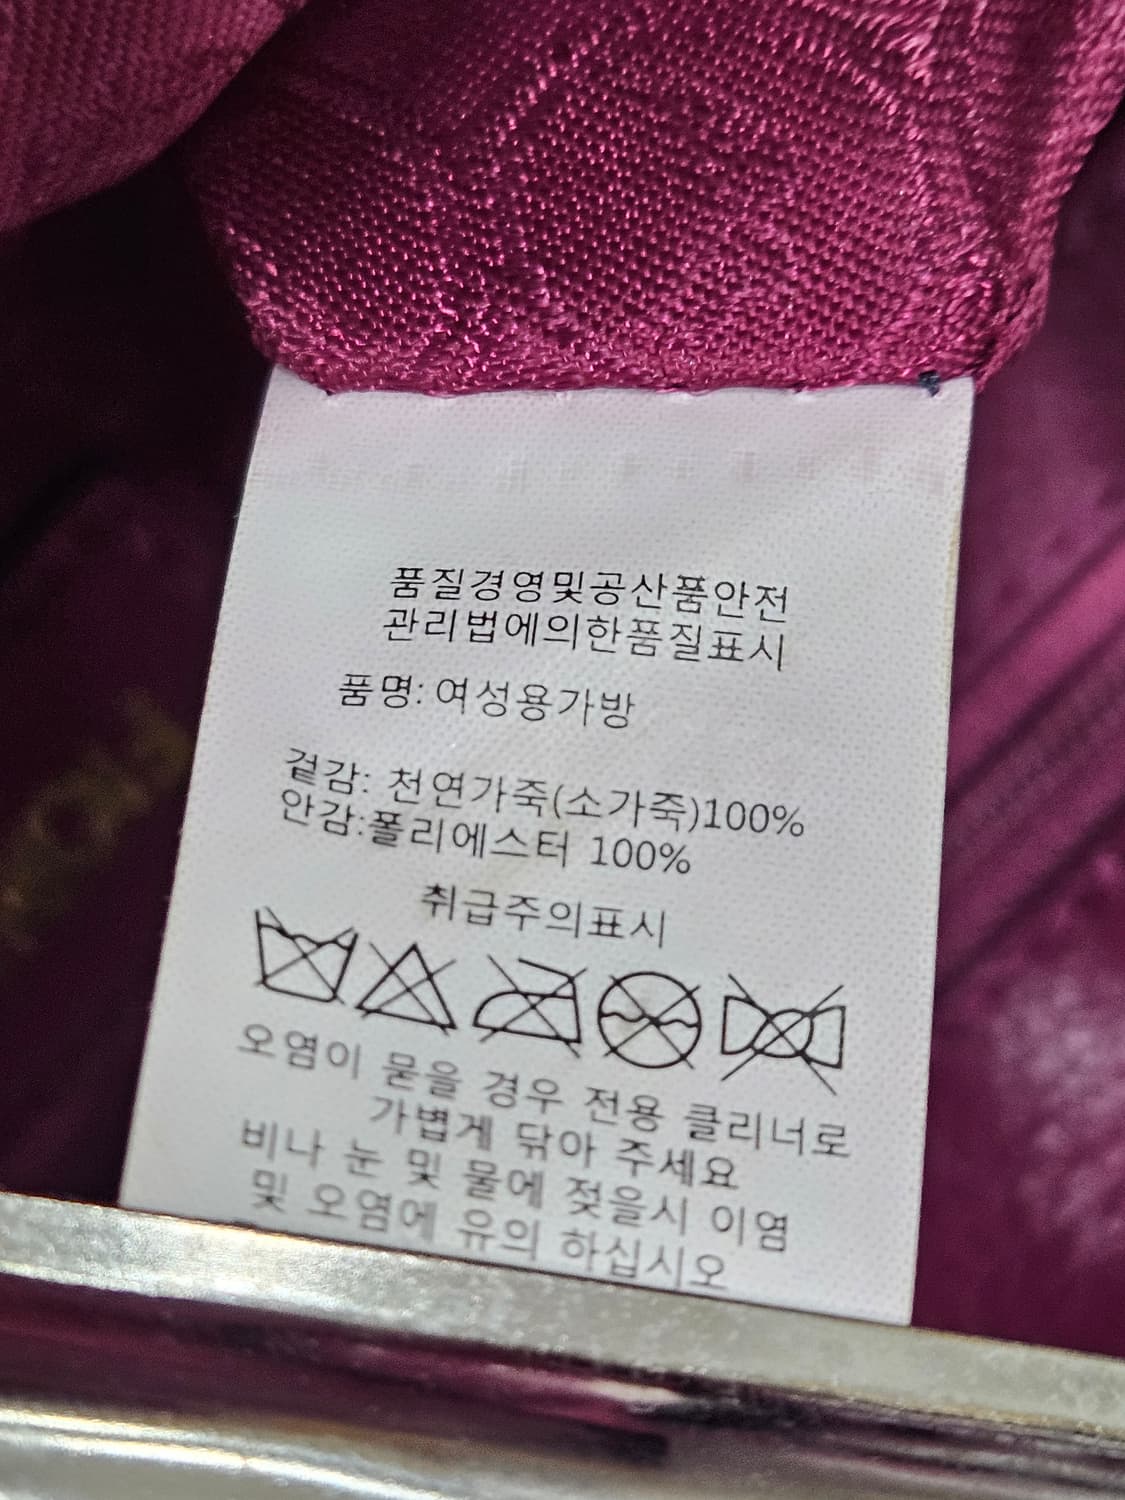 품질경영및공산품안전
관리법에의한품질표시
품명: 여성용가방
겉감: 천연가죽(소가죽)100%
안감:폴리에스터 100%
취급주의표시
오염이 묻을 경우 전용 클리너로
가볍게 닦아 주세요
비나 눈 및 물에 젖을시 이염
및 오염에 유의 하십시오